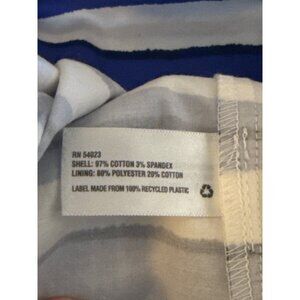 RN 54023
SHELL: 97% COTTON 3% SPANDEX
LINING: 80% POLYESTER 20% COTTON
LABEL MADE FROM 100% RECYCLED PLASTIC